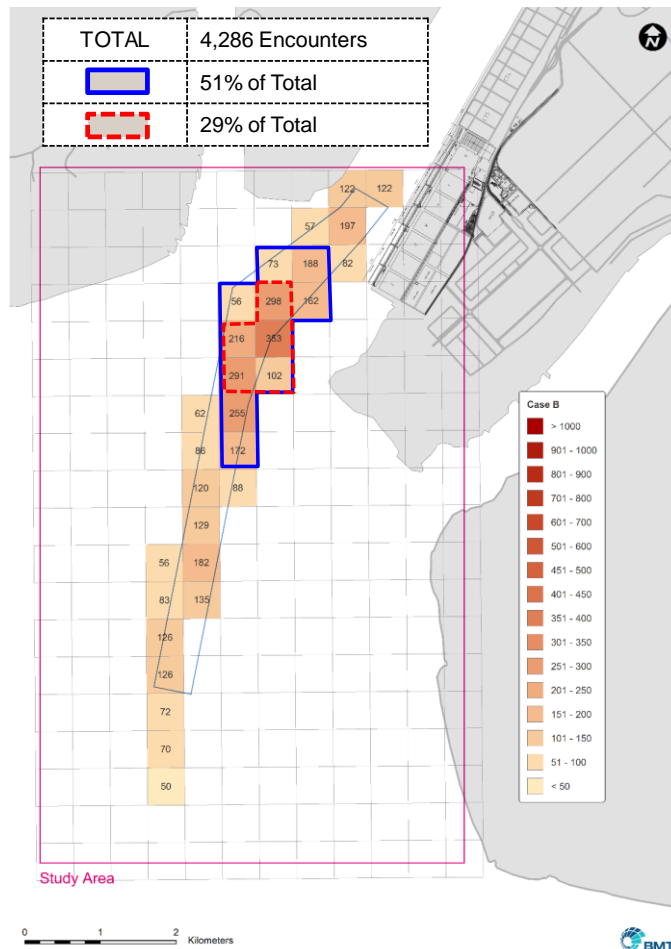 TOTAL 4,286 Encounters
51% of Total
29% of Total
N
122 122
57 197
73 188 82
56 298 162
216 353
291 102
62 255
86 172
120 88
129
56 182
83 135
126
126
72
70
50
Case B
> 1000
901 - 1000
801 - 900
701 - 800
601 - 700
501 - 600
451 - 500
401 - 450
351 - 400
301 - 350
251 - 300
201 - 250
151 - 200
101 - 150
51 - 100
< 50
Study Area
0 1 2
Kilometers
BMT